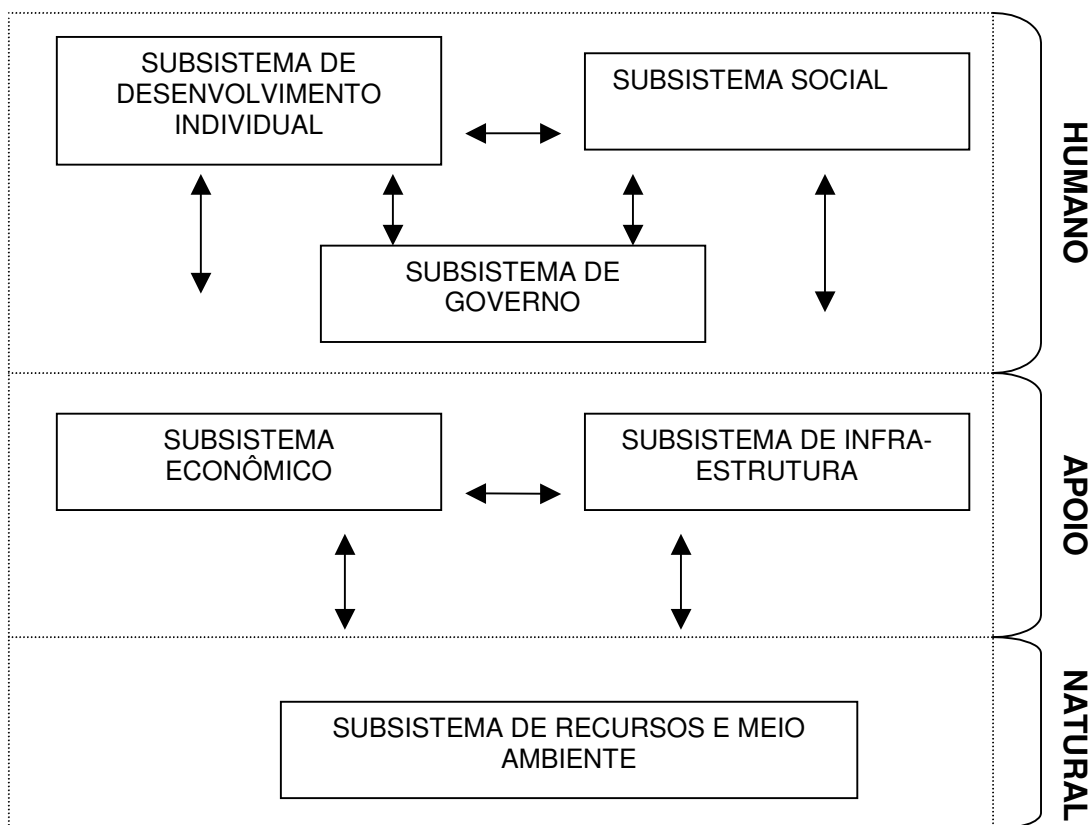 SUBSISTEMA DE
DESENVOLVIMENTO
INDIVIDUAL
SUBSISTEMA SOCIAL
SUBSISTEMA DE
GOVERNO
HUMANO
SUBSISTEMA
ECONÔMICO
SUBSISTEMA DE INFRA-
ESTRUTURA
APOIO
SUBSISTEMA DE RECURSOS E MEIO
AMBIENTE
NATURAL